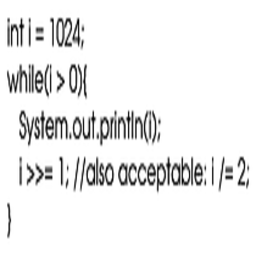 int i = 1024;
while(i > 0){
System.out.println(i);
i >>= 1; //also acceptable: i /= 2;
}